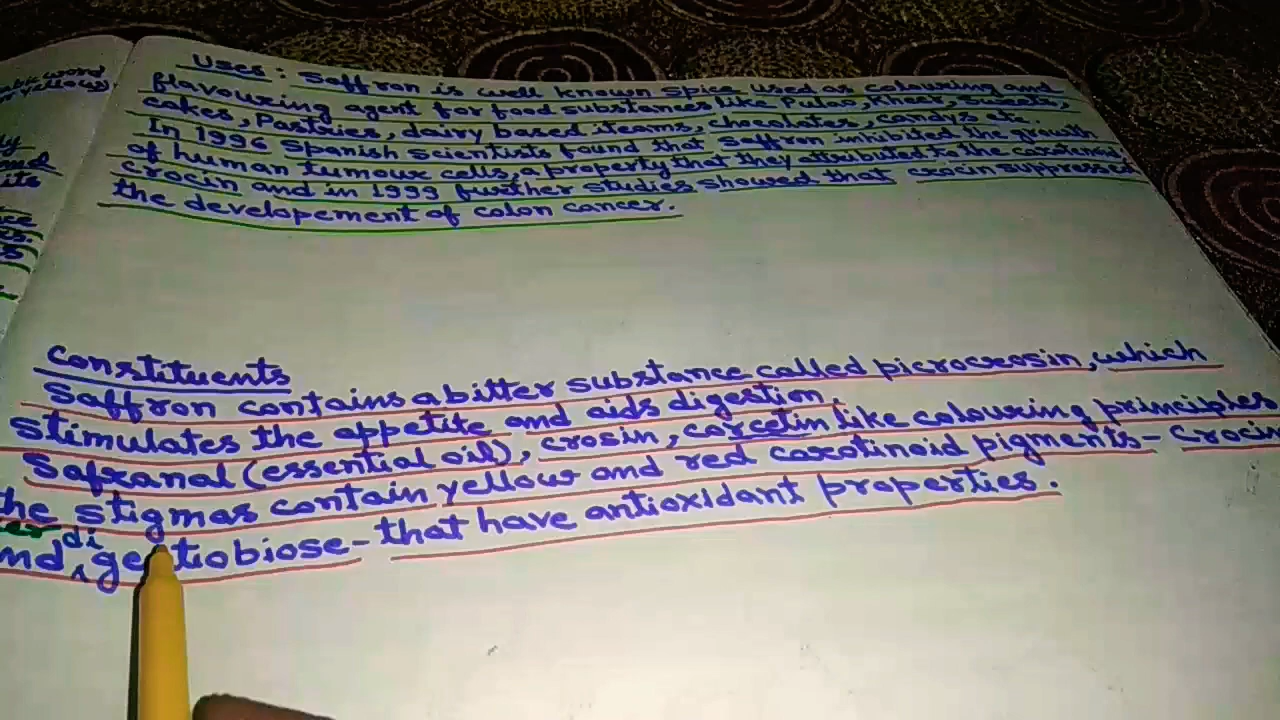 Uses: Saffron is well known spice used as colouring and
flavouring agent for food substances like Pulao, Kheer, Sweets,
cakes, Pastries, dairy based iteams, chocolates, candys etc.
In 1996 Spanish scientists found that Saffron inhibited the growth
of human tumour cells, a property that they attributed to the
crocin and in 1999 further studies showed that crocin suppressed
the developement of colon cancer.
Constituents
Saffron contains a bitter substance called picrocrosin, which
stimulates the appetite and aids digestion.
Safranal (essential oil), crosin, corcetin like colouring principles
the stigmas contain yellow and red carotinoid pigments - Crocin
di
gentiobiose - that have antioxidant properties.